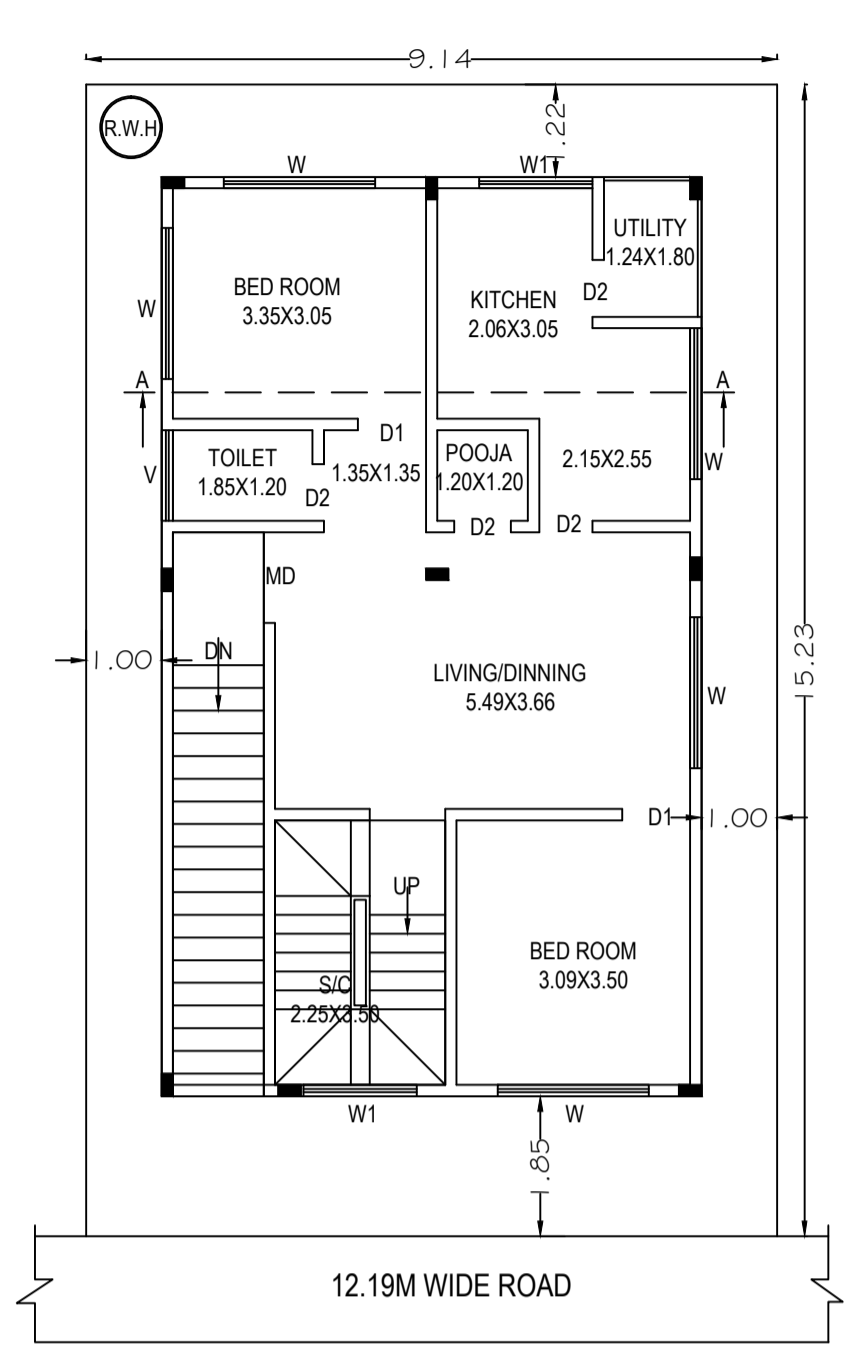 9.14
R.W.H
1.22
W
W1
UTILITY
1.24X1.80
BED ROOM
3.35X3.05
KITCHEN
2.06X3.05
D2
W
A
A
D1
TOILET
1.85X1.20
1.35X1.35
POOJA
1.20X1.20
2.15X2.55
W
V
D2
D2
D2
MD
DN
1.00
LIVING/DINNING
5.49X3.66
15.23
W
D1
1.00
UP
BED ROOM
3.09X3.50
S/C
2.25X3.50
W1
W
1.85
12.19M WIDE ROAD